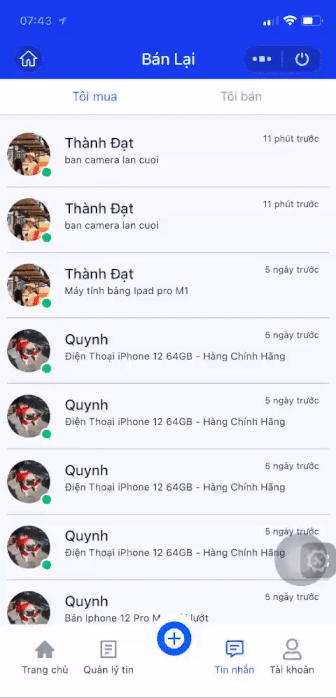 07:43
Bán Lại
Tôi mua
Tôi bán
Thành Đạt
11 phút trước
ban camera lan cuoi
Thành Đạt
11 phút trước
ban camera lan cuoi
Thành Đạt
5 ngày trước
Máy tính bảng Ipad pro M1
Quynh
5 ngày trước
Điện Thoại iPhone 12 64GB - Hàng Chính Hãng
Quynh
5 ngày trước
Điện Thoại iPhone 12 64GB - Hàng Chính Hãng
Quynh
5 ngày trước
Điện Thoại iPhone 12 64GB - Hàng Chính Hãng
Quynh
5 ngày trước
Điện Thoại iPhone 12 64GB - Hàng Chính Hãng
Quynh
5 ngày trước
Bán Iphone 12 Pro M lướt
Trang chủ
Quản lý tin
Tin nhắn
Tài khoản